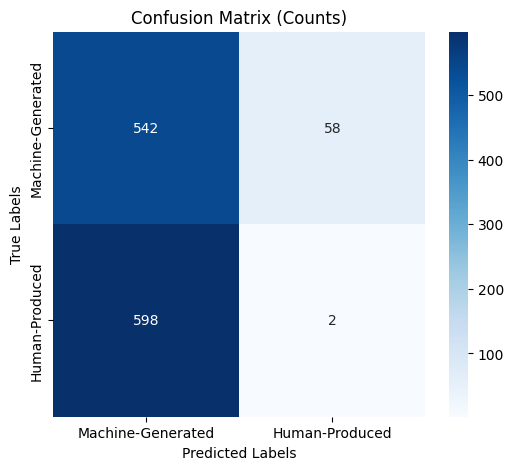 Confusion Matrix (Counts)
True Labels
Machine-Generated
Human-Produced
542
58
598
2
Machine-Generated
Human-Produced
Predicted Labels
500
400
300
200
100